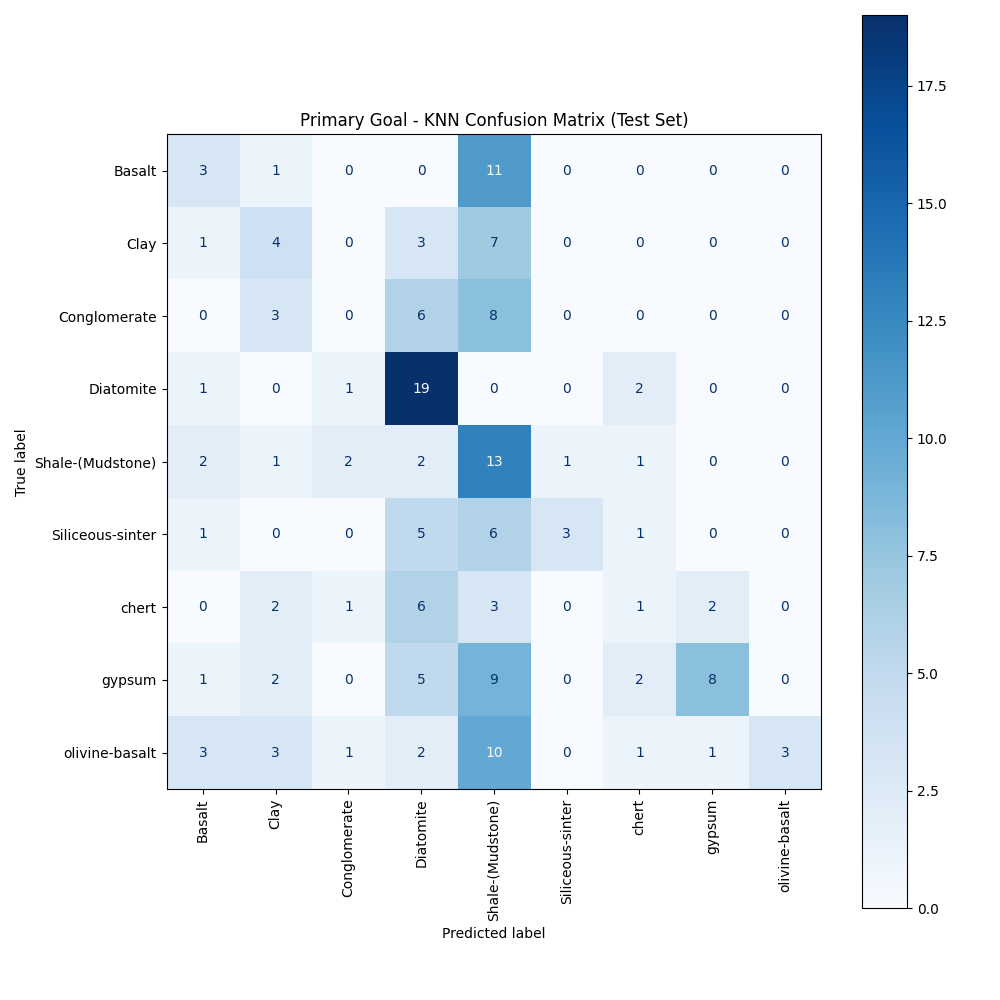 Primary Goal - KNN Confusion Matrix (Test Set)
True label
Basalt 3 1 0 0 11 0 0 0 0
Clay 1 4 0 3 7 0 0 0 0
Conglomerate 0 3 0 6 8 0 0 0 0
Diatomite 1 0 1 19 0 0 2 0 0
Shale-(Mudstone) 2 1 2 2 13 1 1 0 0
Siliceous-sinter 1 0 0 5 6 3 1 0 0
chert 0 2 1 6 3 0 1 2 0
gypsum 1 2 0 5 9 0 2 8 0
olivine-basalt 3 3 1 2 10 0 1 1 3
Basalt
Clay
Conglomerate
Diatomite
Shale-(Mudstone)
Siliceous-sinter
chert
gypsum
olivine-basalt
Predicted label
17.5
15.0
12.5
10.0
7.5
5.0
2.5
0.0